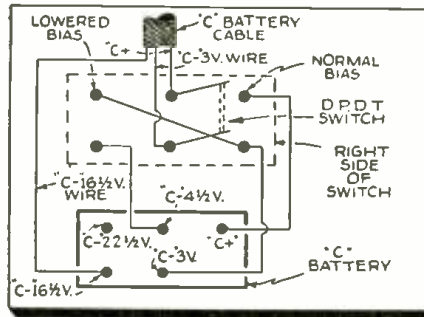 LOWERED
BIAS
"C" BATTERY
CABLE
"C+
"C-3V. WIRE
NORMAL
BIAS
D.P.D.T
SWITCH
RIGHT
SIDE
OF
SWITCH
"C-16½V.
WIRE
"C-4½V.
"C-22½V.
"C-3V.
"C+"
"C"
BATTERY
"C-16½V.